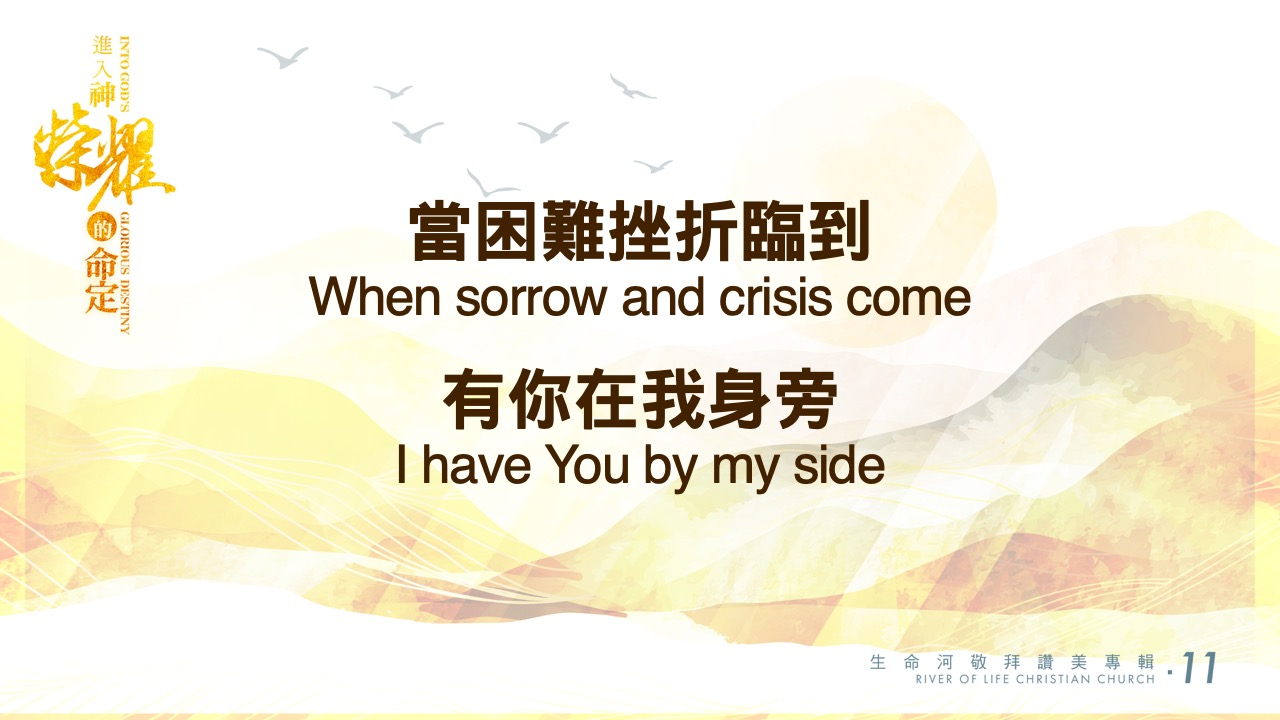 進入神
榮耀
的
命定
INTO GOD'S
GLORIOUS DESTINY
當困難挫折臨到
When sorrow and crisis come
有你在我身旁
I have You by my side
生命河敬拜讚美專輯
RIVER OF LIFE CHRISTIAN CHURCH
·11